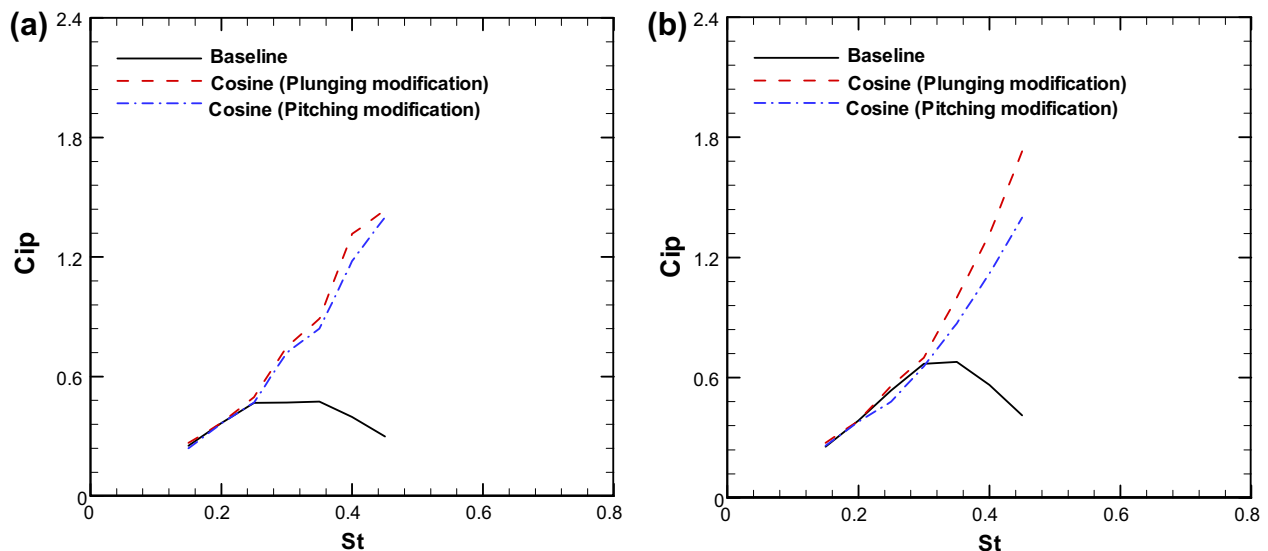 (a)
2.4
1.8
1.2
0.6
0
Cip
Baseline
Cosine (Plunging modification)
Cosine (Pitching modification)
0
0.2
0.4
0.6
0.8
St
(b)
2.4
1.8
1.2
0.6
0
Cip
Baseline
Cosine (Plunging modification)
Cosine (Pitching modification)
0
0.2
0.4
0.6
0.8
St